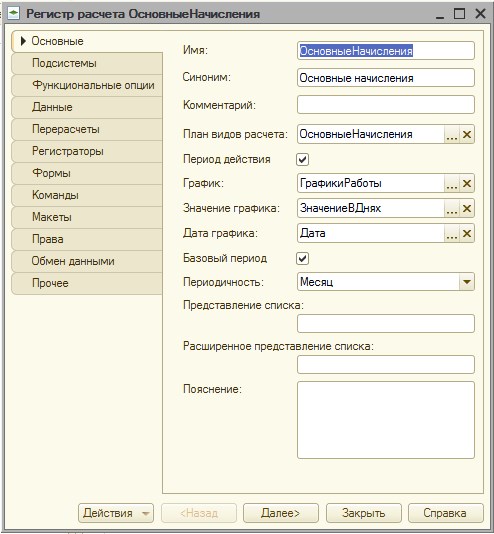 Регистр расчета ОсновныеНачисления
Основные
Подсистемы
Функциональные опции
Данные
Перерасчеты
Регистраторы
Формы
Команды
Макеты
Права
Обмен данными
Прочее
Имя: ОсновныеНачисления
Синоним: Основные начисления
Комментарий:
План видов расчета: ОсновныеНачисления ...
Период действия
График: ГрафикиРаботы ...
Значение графика: ЗначениеВДнях ...
Дата графика: Дата ...
Базовый период
Периодичность: Месяц
Представление списка:
Расширенное представление списка:
Пояснение:
Действия <Назад Далее> Закрыть Справка